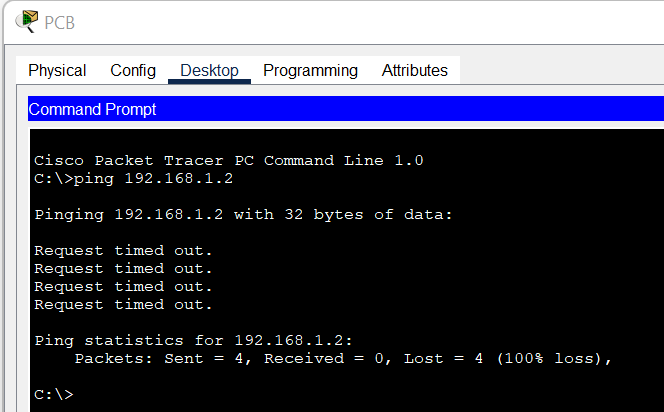 PCB
Physical Config Desktop Programming Attributes
Command Prompt
Cisco Packet Tracer PC Command Line 1.0
C:\>ping 192.168.1.2
Pinging 192.168.1.2 with 32 bytes of data:
Request timed out.
Request timed out.
Request timed out.
Request timed out.
Ping statistics for 192.168.1.2:
Packets: Sent = 4, Received = 0, Lost = 4 (100% loss),
C:\>